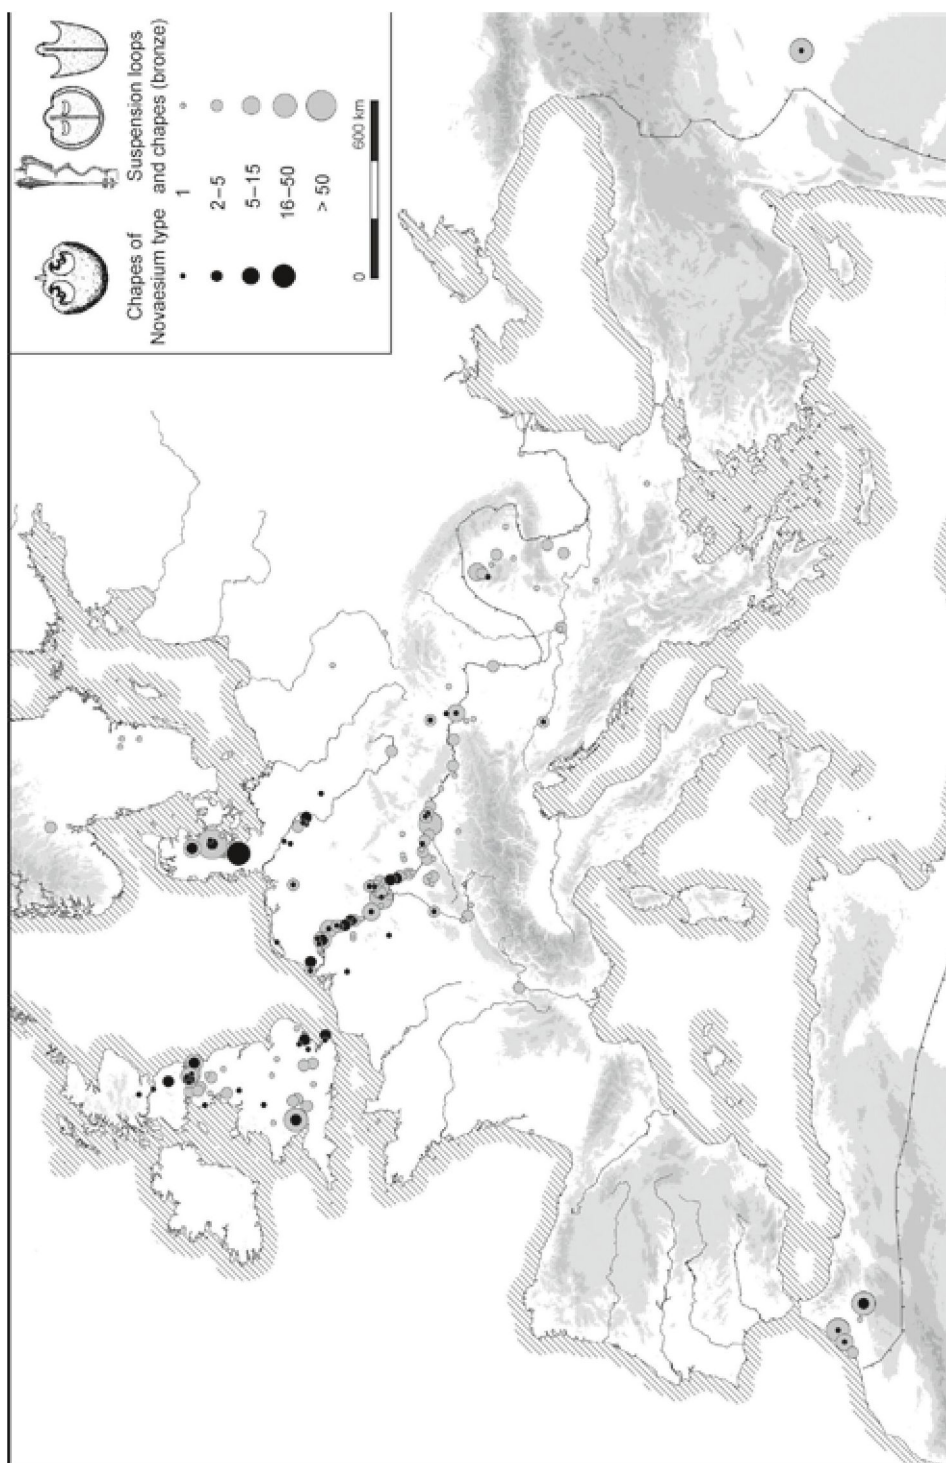 Chapes of
Novaesium type
Suspension loops
and chapes (bronze)
1
2–5
5–15
16–50
> 50
0
600 km